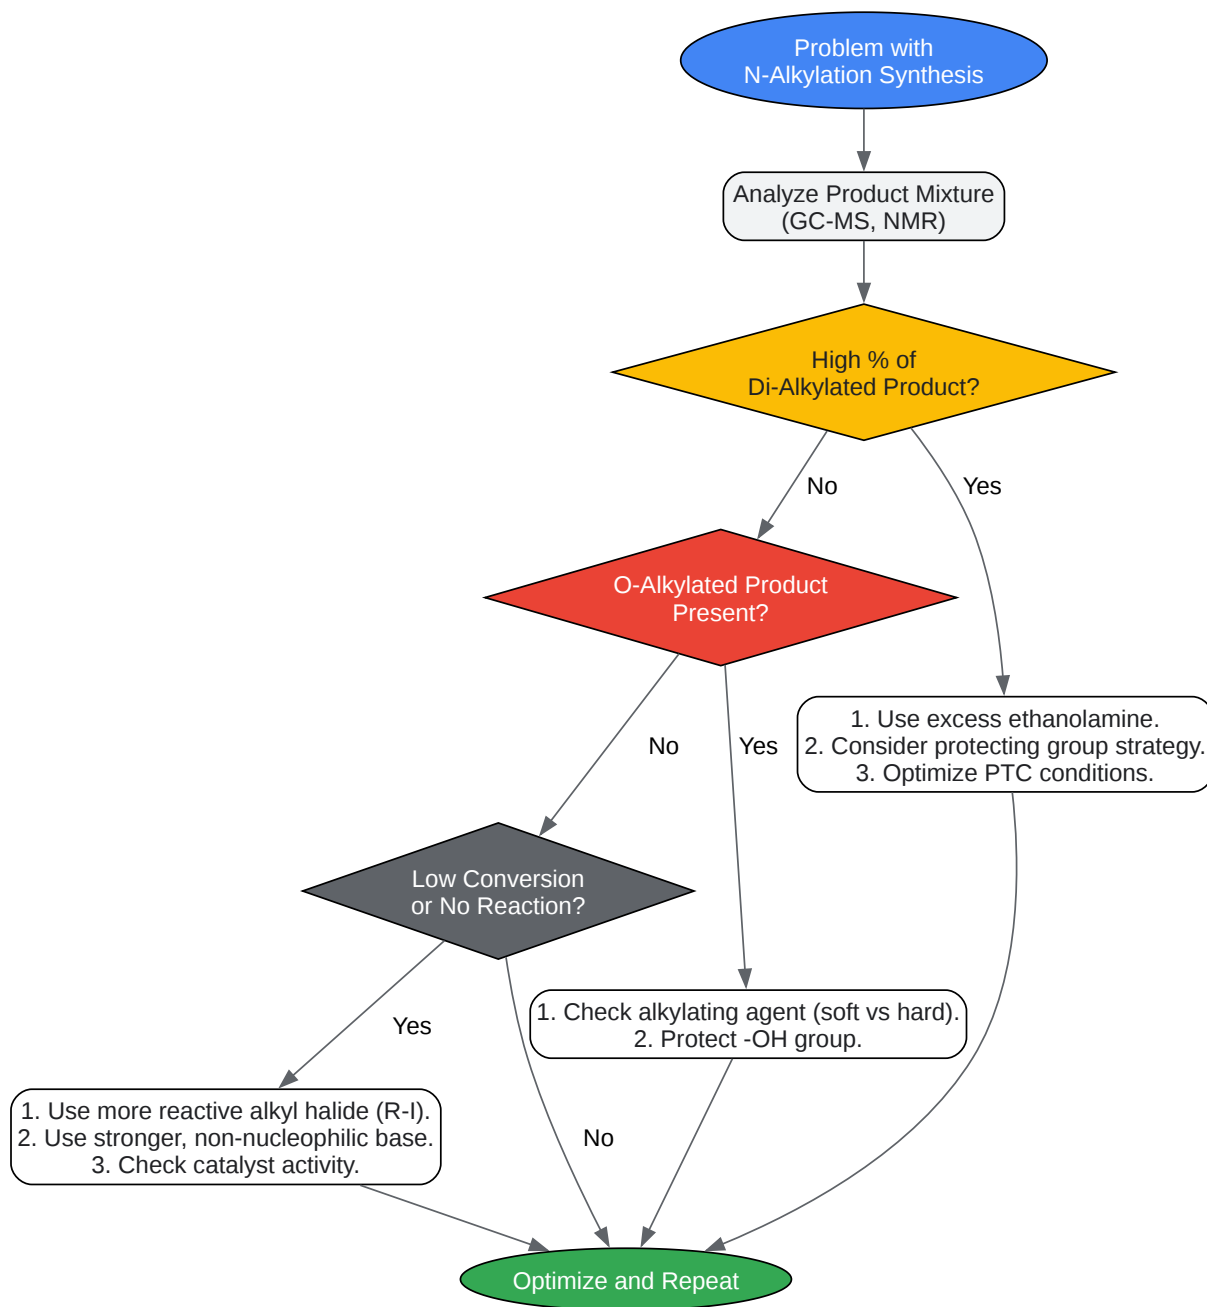 Problem with
N-Alkylation Synthesis
Analyze Product Mixture
(GC-MS, NMR)
High % of
Di-Alkylated Product?
No
Yes
O-Alkylated Product
Present?
1. Use excess ethanolamine.
2. Consider protecting group strategy.
3. Optimize PTC conditions.
No
Yes
Low Conversion
or No Reaction?
1. Check alkylating agent (soft vs hard).
2. Protect -OH group.
Yes
No
1. Use more reactive alkyl halide (R-I).
2. Use stronger, non-nucleophilic base.
3. Check catalyst activity.
Optimize and Repeat